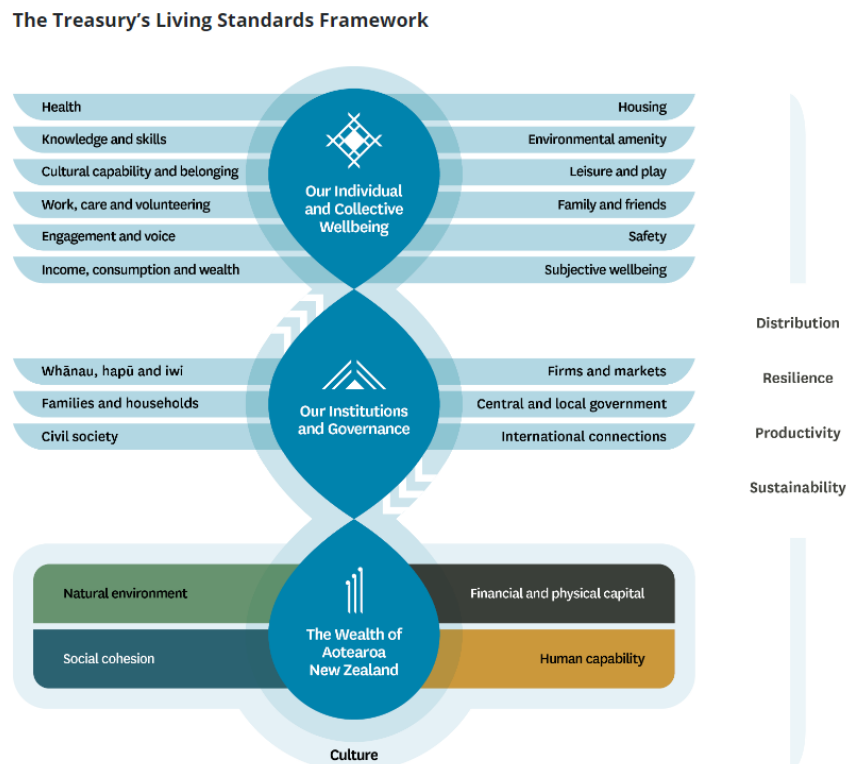 The Treasury’s Living Standards Framework
Health
Knowledge and skills
Cultural capability and belonging
Work, care and volunteering
Engagement and voice
Income, consumption and wealth
Our Individual
and Collective
Wellbeing
Housing
Environmental amenity
Leisure and play
Family and friends
Safety
Subjective wellbeing
Whānau, hapū and iwi
Families and households
Civil society
Our Institutions
and Governance
Firms and markets
Central and local government
International connections
Natural environment
Social cohesion
The Wealth of
Aotearoa
New Zealand
Financial and physical capital
Human capability
Culture
Distribution
Resilience
Productivity
Sustainability